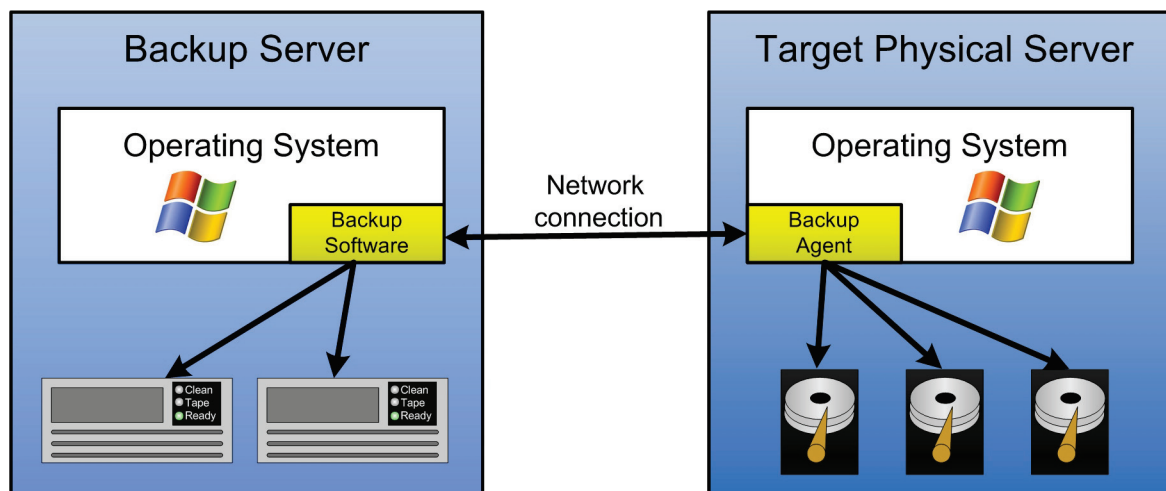 Backup Server
Operating System
Backup
Software
Clean
Tape
Ready
Clean
Tape
Ready
Network
connection
Target Physical Server
Operating System
Backup
Agent